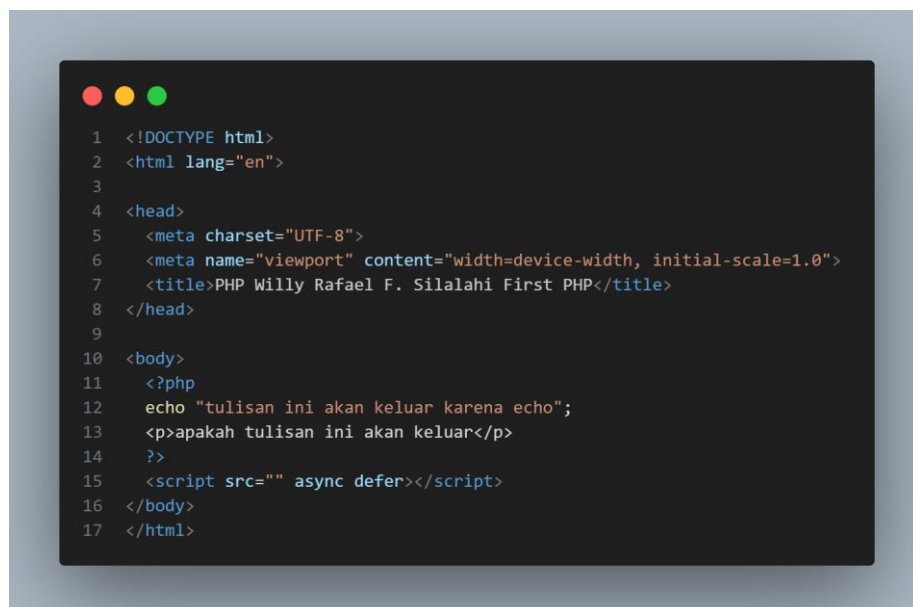 1 <!DOCTYPE html>
2 <html lang="en">
3
4 <head>
5   <meta charset="UTF-8">
6   <meta name="viewport" content="width=device-width, initial-scale=1.0">
7   <title>PHP Willy Rafael F. Silalahi First PHP</title>
8 </head>
9
10 <body>
11   <?php
12   echo "tulisan ini akan keluar karena echo";
13   <p>apakah tulisan ini akan keluar</p>
14   ?>
15   <script src="" async defer></script>
16 </body>
17 </html>